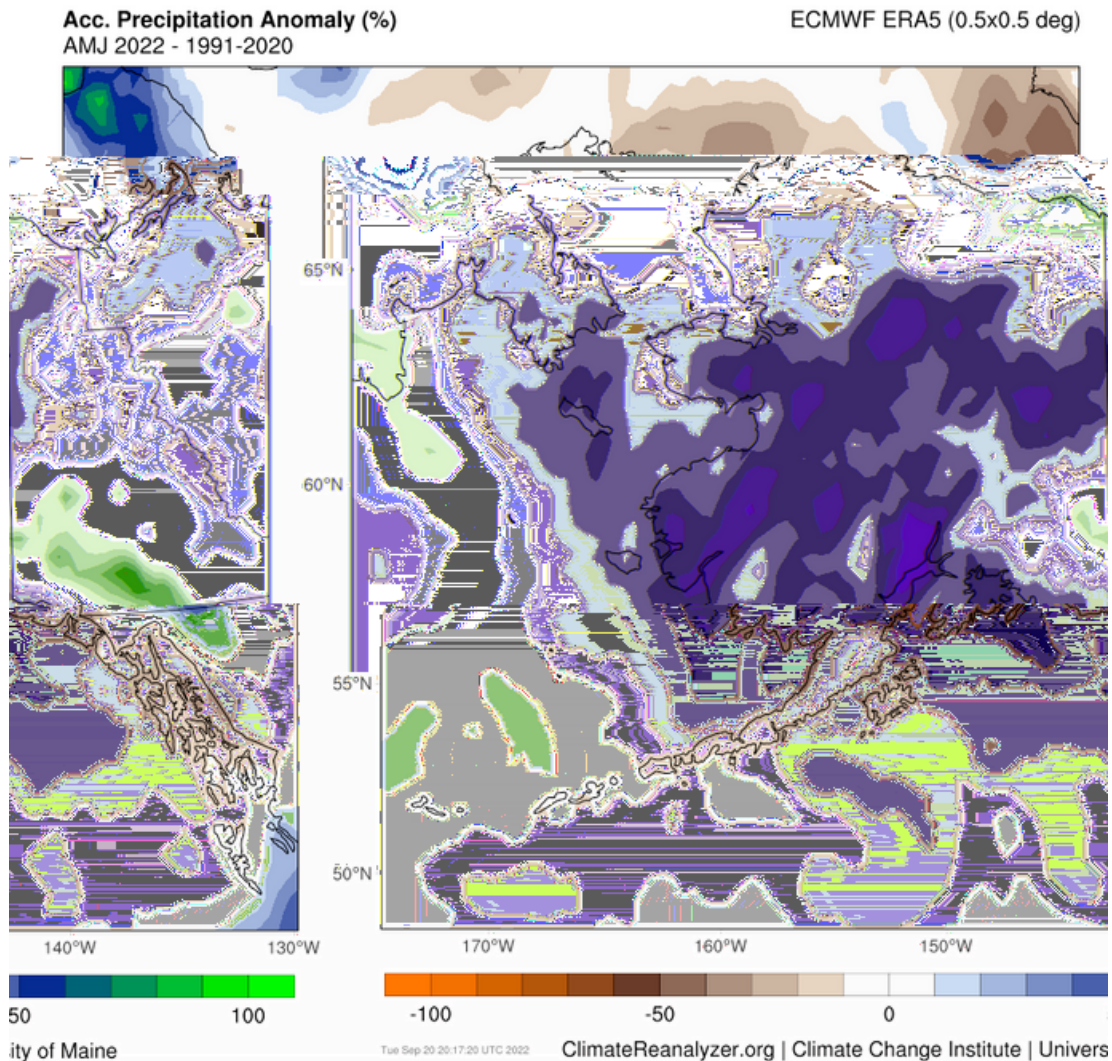 Acc. Precipitation Anomaly (%)
ECMWF ERA5 (0.5x0.5 deg)
AMJ 2022 - 1991-2020
65°N
60°N
55°N
50°N
140°W
130°W
170°W
160°W
150°W
50
100
-100
-50
0
ity of Maine
Tue Sep 20 20:17:20 UTC 2022
ClimateReanalyzer.org | Climate Change Institute | Univers